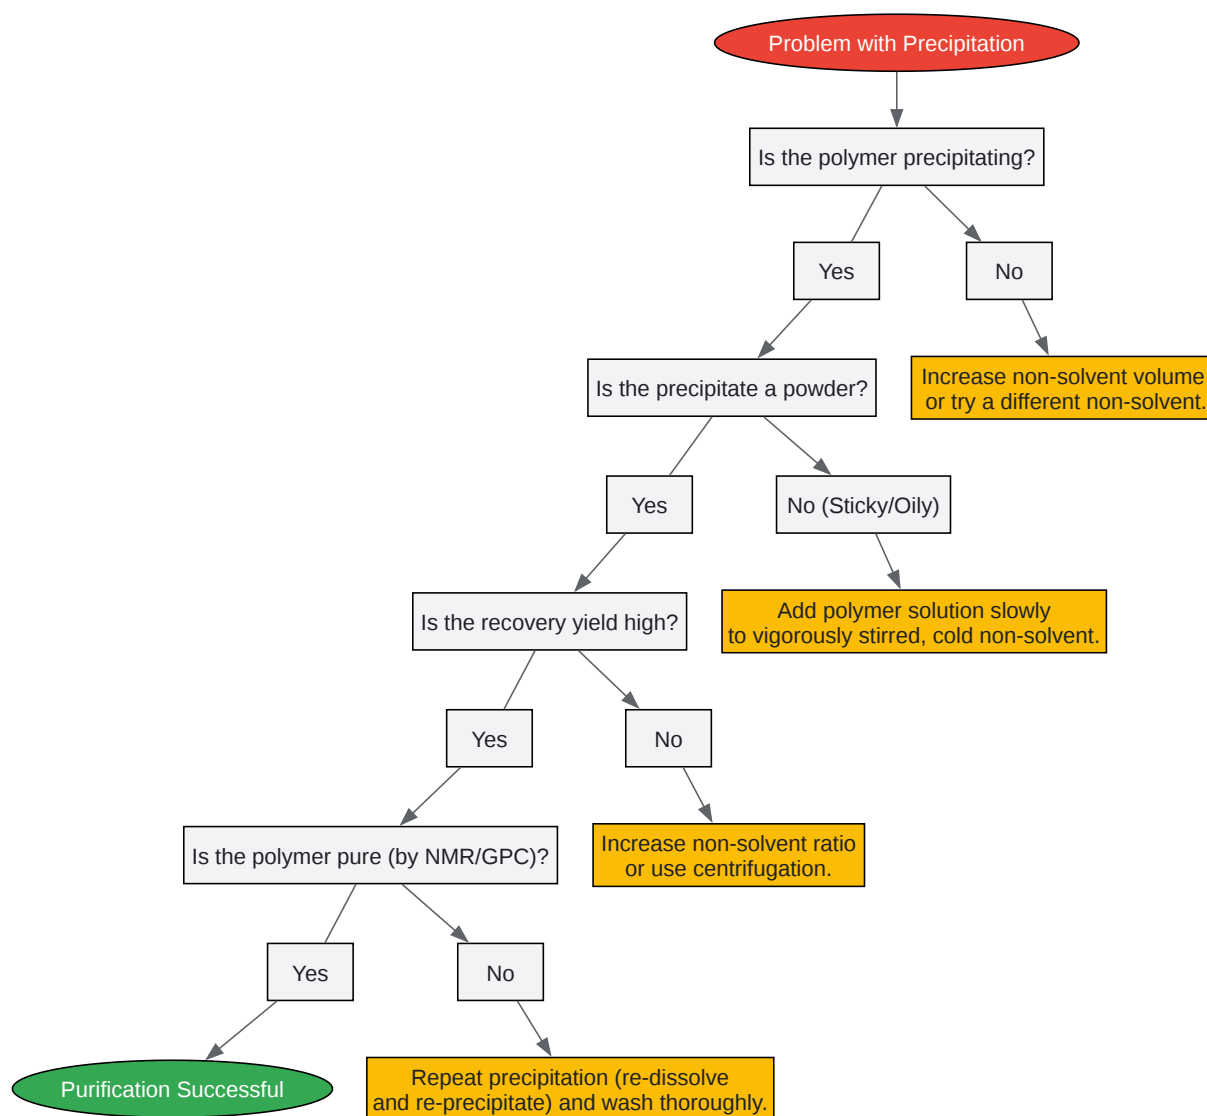 Problem with Precipitation
Is the polymer precipitating?
Yes
No
Is the precipitate a powder?
Increase non-solvent volume
or try a different non-solvent.
Yes
No (Sticky/Oily)
Is the recovery yield high?
Add polymer solution slowly
to vigorously stirred, cold non-solvent.
Yes
No
Is the polymer pure (by NMR/GPC)?
Increase non-solvent ratio
or use centrifugation.
Yes
No
Purification Successful
Repeat precipitation (re-dissolve
and re-precipitate) and wash thoroughly.